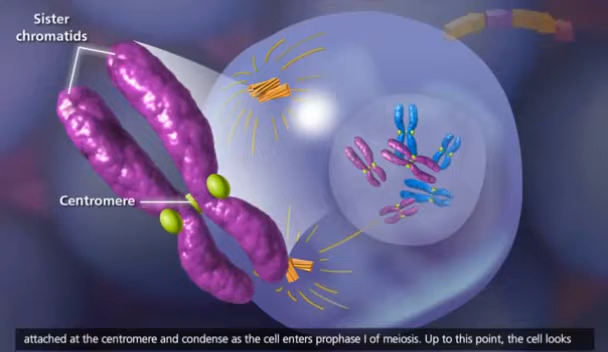 Sister
chromatids
Centromere
attached at the centromere and condense as the cell enters prophase I of meiosis. Up to this point, the cell looks